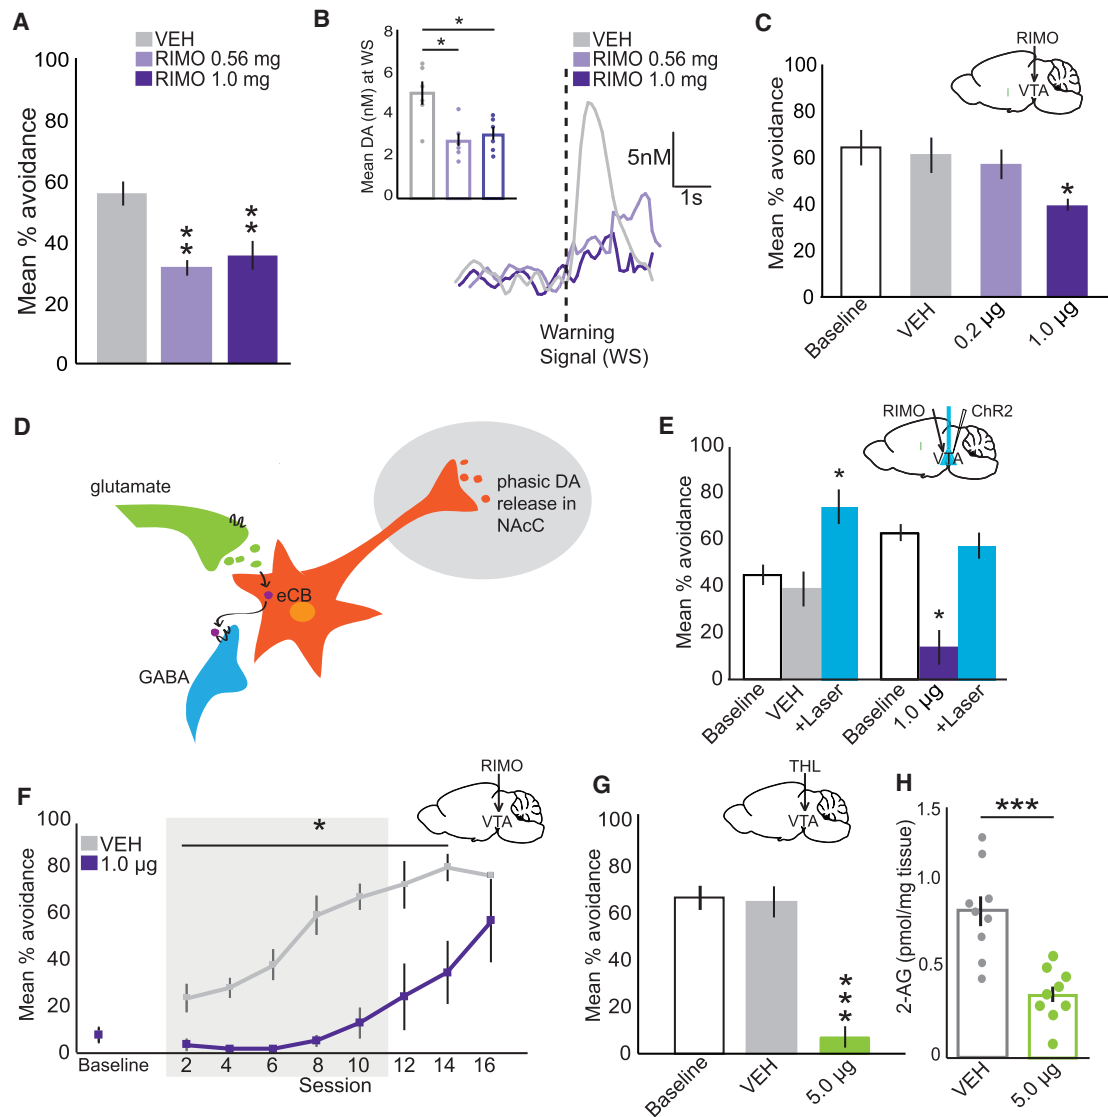 A
VEH
RIMO 0.56 mg
RIMO 1.0 mg
Mean % avoidance
100
80
60
40
20
0
**
**
B
Mean DA (nM) at WS
8
6
4
2
0
*
*
VEH
RIMO 0.56 mg
RIMO 1.0 mg
5nM
1s
Warning
Signal (WS)
C
RIMO
VTA
Mean % avoidance
100
80
60
40
20
0
*
Baseline
VEH
0.2 µg
1.0 µg
D
glutamate
eCB
GABA
phasic DA
release in
NAcC
E
RIMO
ChR2
VTA
Mean % avoidance
100
80
60
40
20
0
*
*
Baseline
VEH
+Laser
Baseline
1.0 µg
+Laser
F
RIMO
VTA
VEH
1.0 µg
Mean % avoidance
100
80
60
40
20
0
*
Baseline
2 4 6 8 10 12 14 16
Session
G
THL
VTA
Mean % avoidance
100
80
60
40
20
0
***
Baseline
VEH
5.0 µg
H
2-AG (pmol/mg tissue)
1.5
1.0
0.5
0
***
VEH
5.0 µg